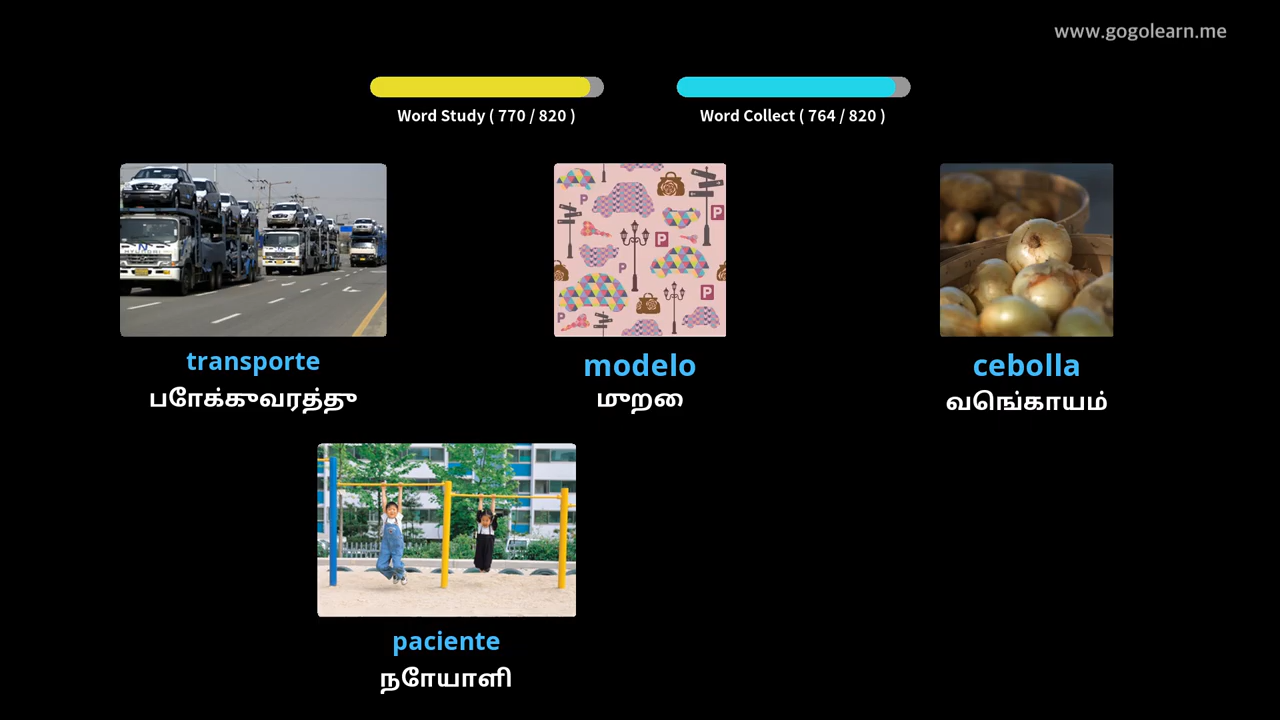 www.gogolearn.me
Word Study ( 770 / 820 )
Word Collect ( 764 / 820 )
transporte
போக்குவரத்து
modelo
முறை
cebolla
வெங்காயம்
paciente
நோயாளி